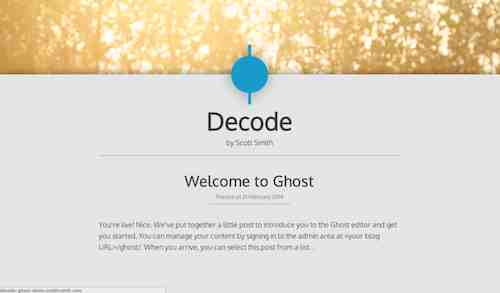 Decode
by Scott Smith
Welcome to Ghost
Posted at 21 February 2014
You're live! Nice. We've put together a little post to introduce you to the Ghost editor and get
you started. You can manage your content by signing in to the admin area at <your blog
URL>/ghost/. When you arrive, you can select this post from a list...